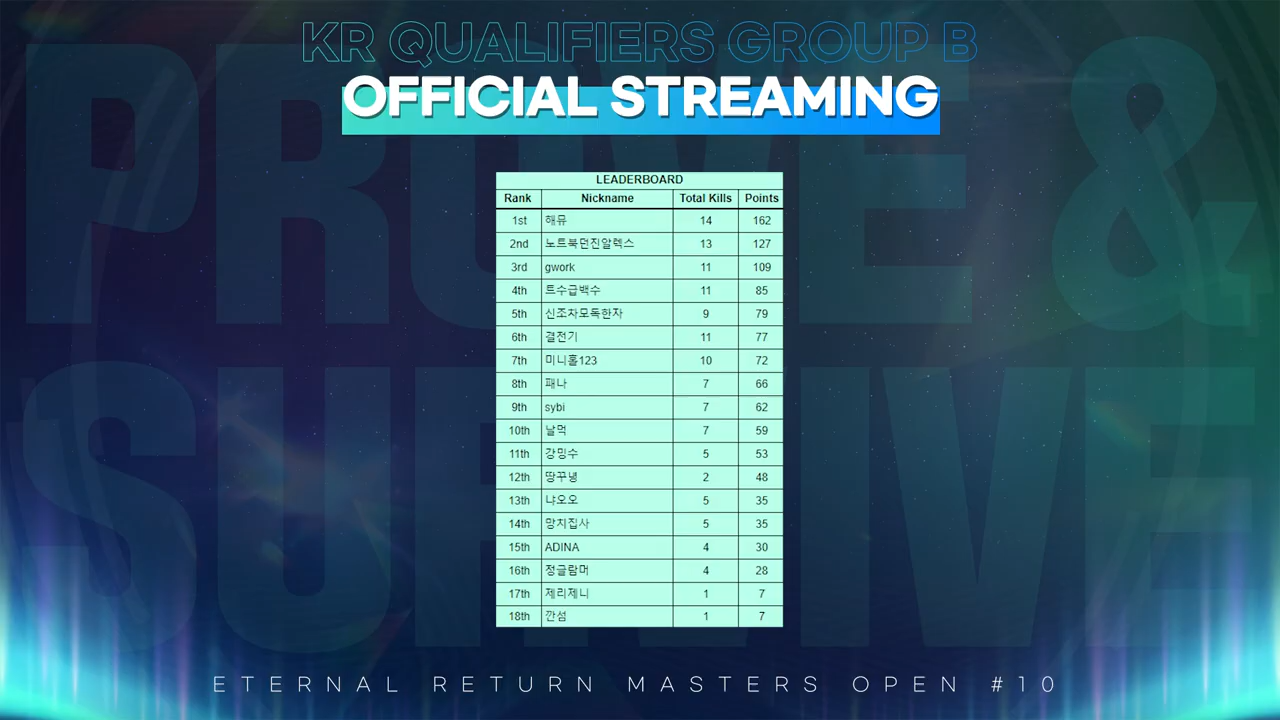 KR QUALIFIERS GROUP B
OFFICIAL STREAMING
PROVE &
SURVIVE
LEADERBOARD
Rank Nickname Total Kills Points
1st 해뮤 14 162
2nd 노트북던진알렉스 13 127
3rd gwork 11 109
4th 트수급백수 11 85
5th 신조차모독한자 9 79
6th 결전기 11 77
7th 미니홀123 10 72
8th 패나 7 66
9th sybi 7 62
10th 날먹 7 59
11th 강밍수 5 53
12th 땅꾸녕 2 48
13th 냐오오 5 35
14th 망치집사 5 35
15th ADINA 4 30
16th 정글람머 4 28
17th 제리제니 1 7
18th 깐섬 1 7
ETERNAL RETURN MASTERS OPEN #10